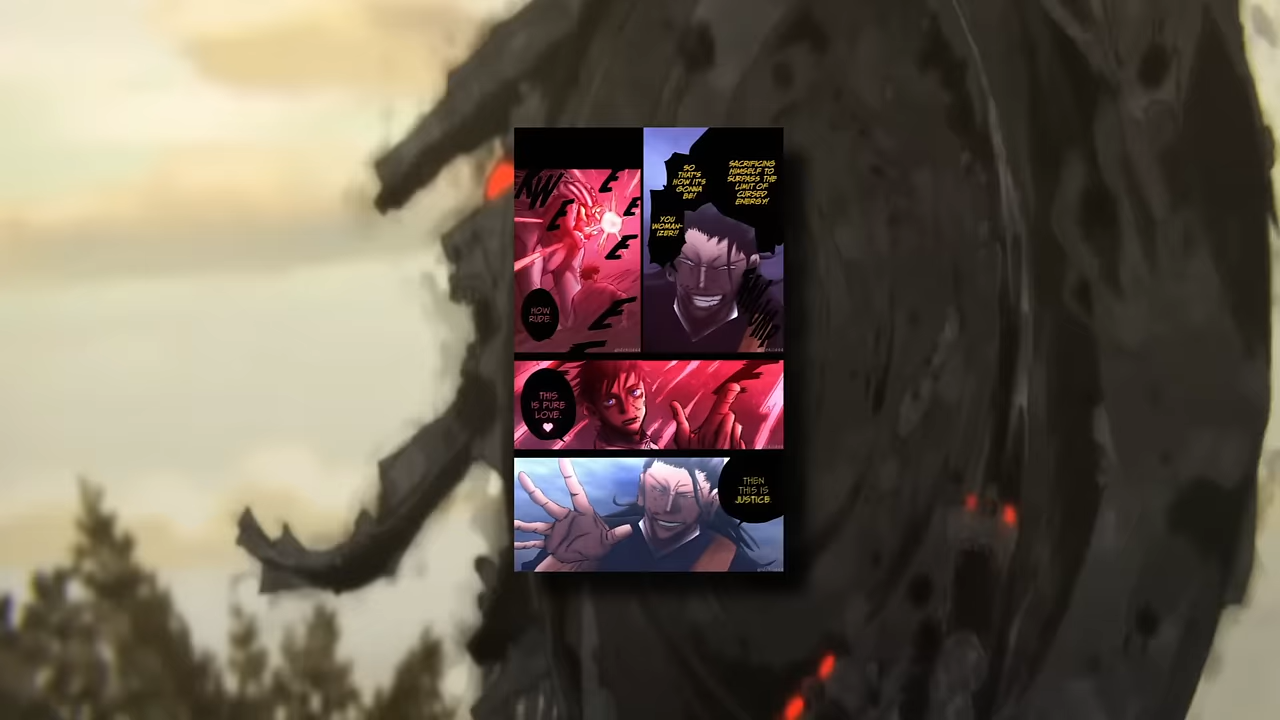 SACRIFICING
HIMSELF TO
SURPASS THE
LIMIT OF
CURSED
ENERGY!
SO
THAT'S
HOW IT'S
GONNA
BE!
YOU
WOMAN-
IZER!!
E
E
E
E
E
HOW
RUDE.
THIS
IS PURE
LOVE.
THEN
THIS IS
JUSTICE.